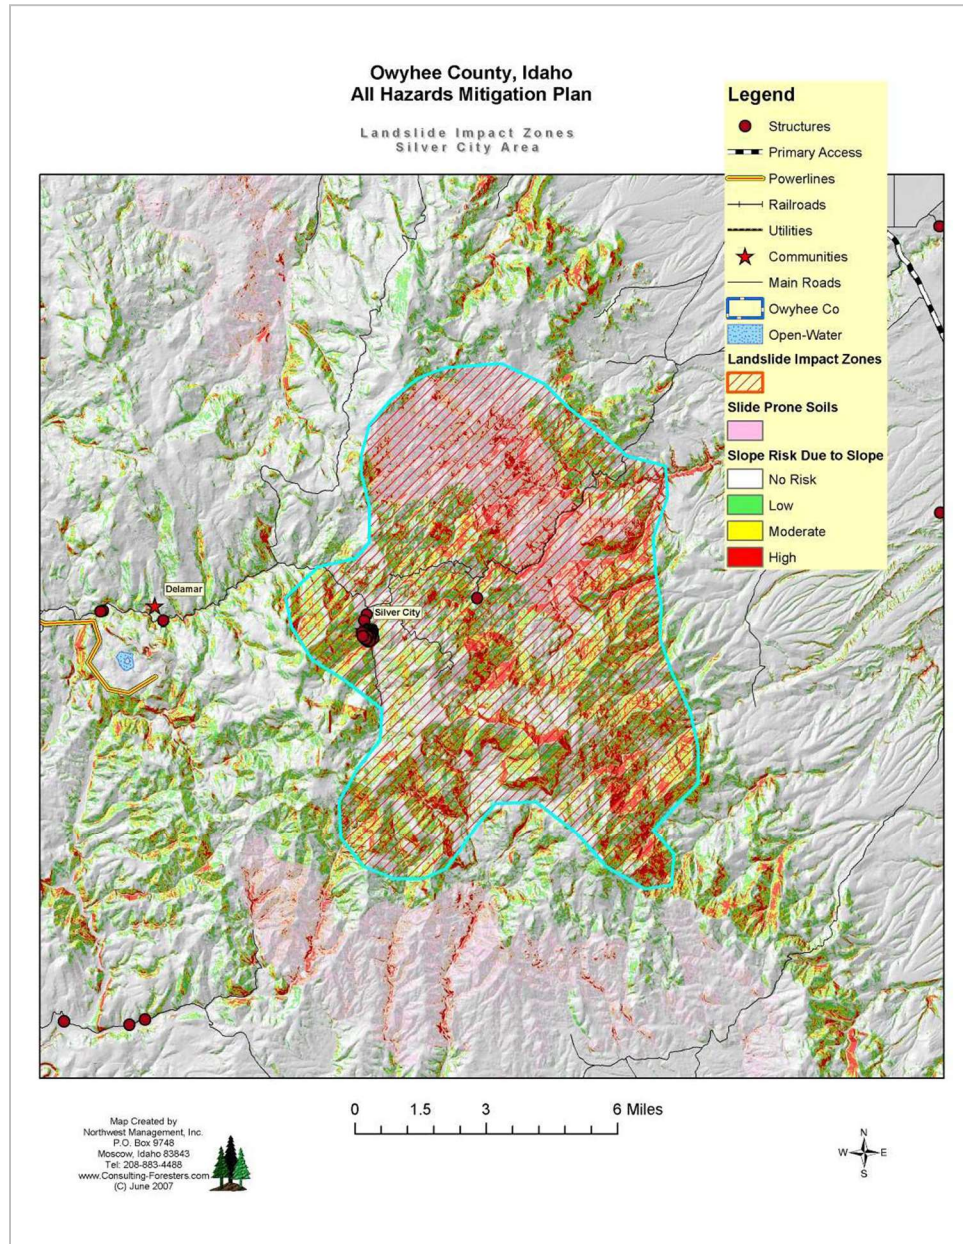 Owyhee County, Idaho
All Hazards Mitigation Plan
Landslide Impact Zones
Silver City Area
Legend
Structures
Primary Access
Powerlines
Railroads
Utilities
Communities
Main Roads
Owyhee Co
Open-Water
Landslide Impact Zones
Slide Prone Soils
Slope Risk Due to Slope
No Risk
Low
Moderate
High
Delamar
Silver City
0 1.5 3 6 Miles
Map Created by
Northwest Management, Inc.
P.O. Box 9748
Moscow, Idaho 83843
Tel: 208-883-4488
www.Consulting-Foresters.com
(C) June 2007
N
W E
S